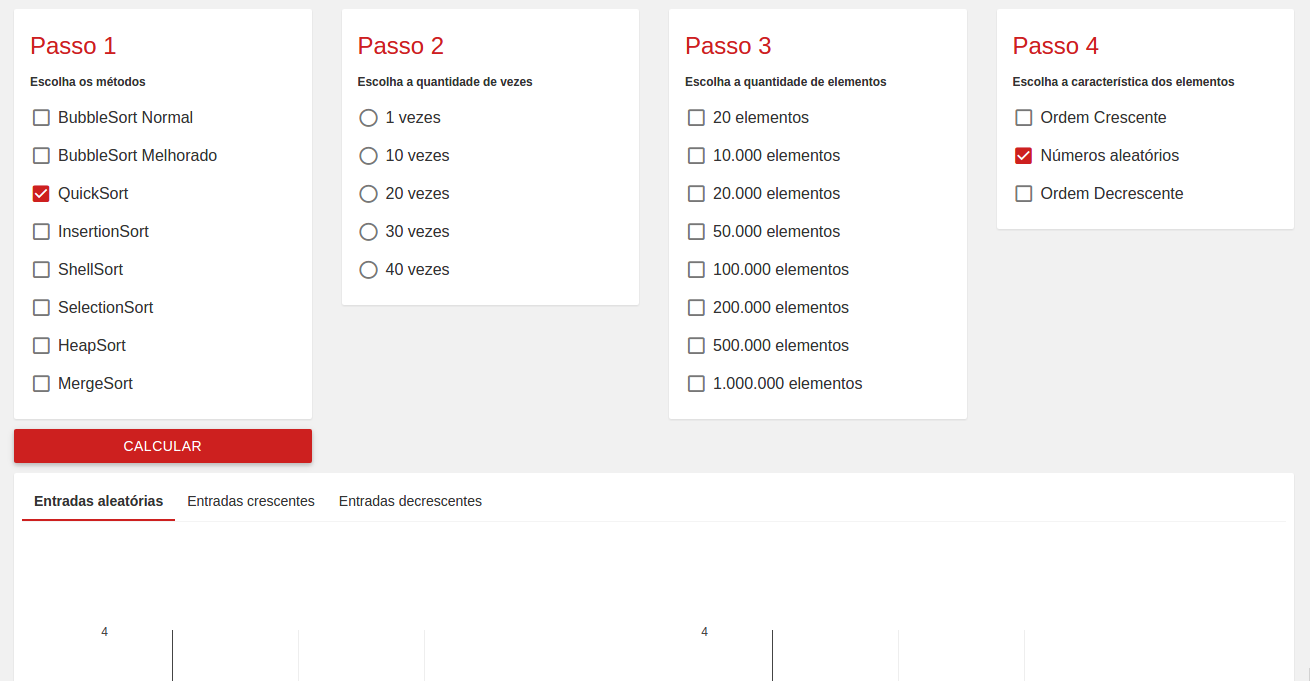 Passo 1
Escolha os métodos
BubbleSort Normal
BubbleSort Melhorado
QuickSort
InsertionSort
ShellSort
SelectionSort
HeapSort
MergeSort
CALCULAR
Passo 2
Escolha a quantidade de vezes
1 vezes
10 vezes
20 vezes
30 vezes
40 vezes
Passo 3
Escolha a quantidade de elementos
20 elementos
10.000 elementos
20.000 elementos
50.000 elementos
100.000 elementos
200.000 elementos
500.000 elementos
1.000.000 elementos
Passo 4
Escolha a característica dos elementos
Ordem Crescente
Números aleatórios
Ordem Decrescente
Entradas aleatórias Entradas crescentes Entradas decrescentes
4 4